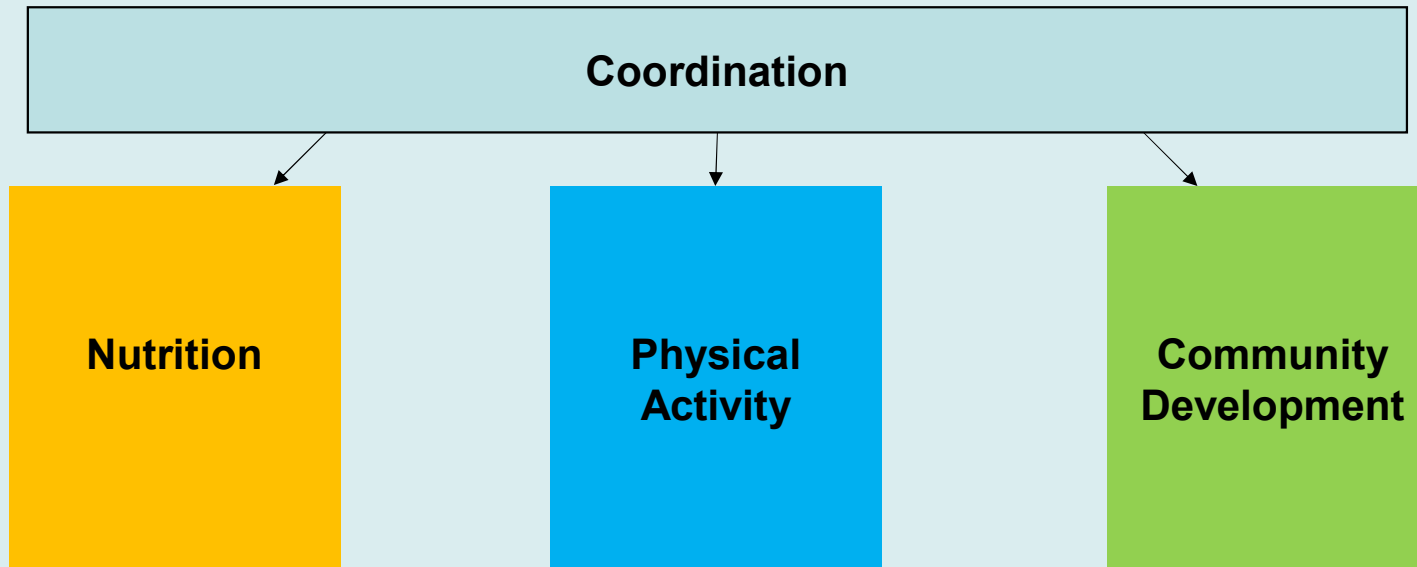 Coordination
Nutrition
Physical
Activity
Community
Development